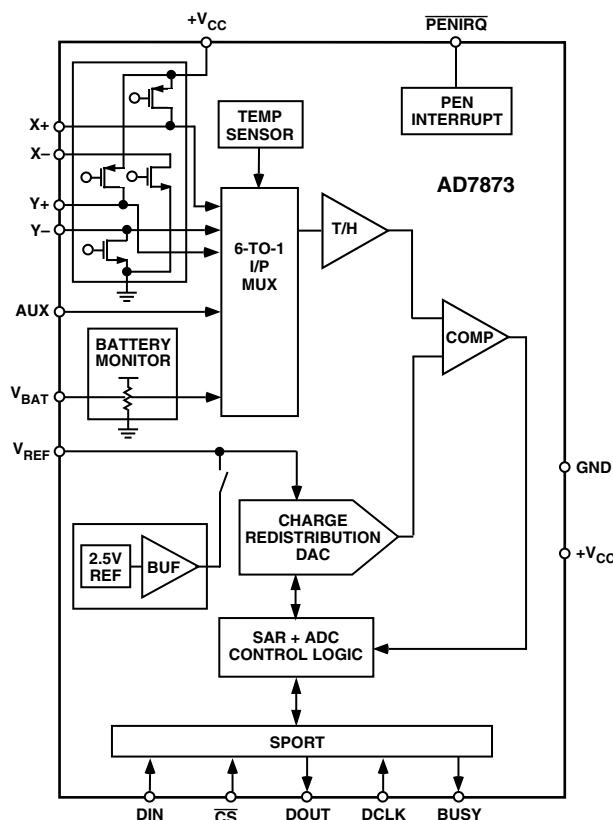 +VCC
PENIRQ
PEN
INTERRUPT
TEMP
SENSOR
X+
X–
Y+
Y–
AD7873
T/H
6-TO-1
I/P
MUX
AUX
BATTERY
MONITOR
COMP
VBAT
VREF
GND
CHARGE
REDISTRIBUTION
DAC
2.5V
REF
BUF
+VCC
SAR + ADC
CONTROL LOGIC
SPORT
DIN
CS
DOUT
DCLK
BUSY